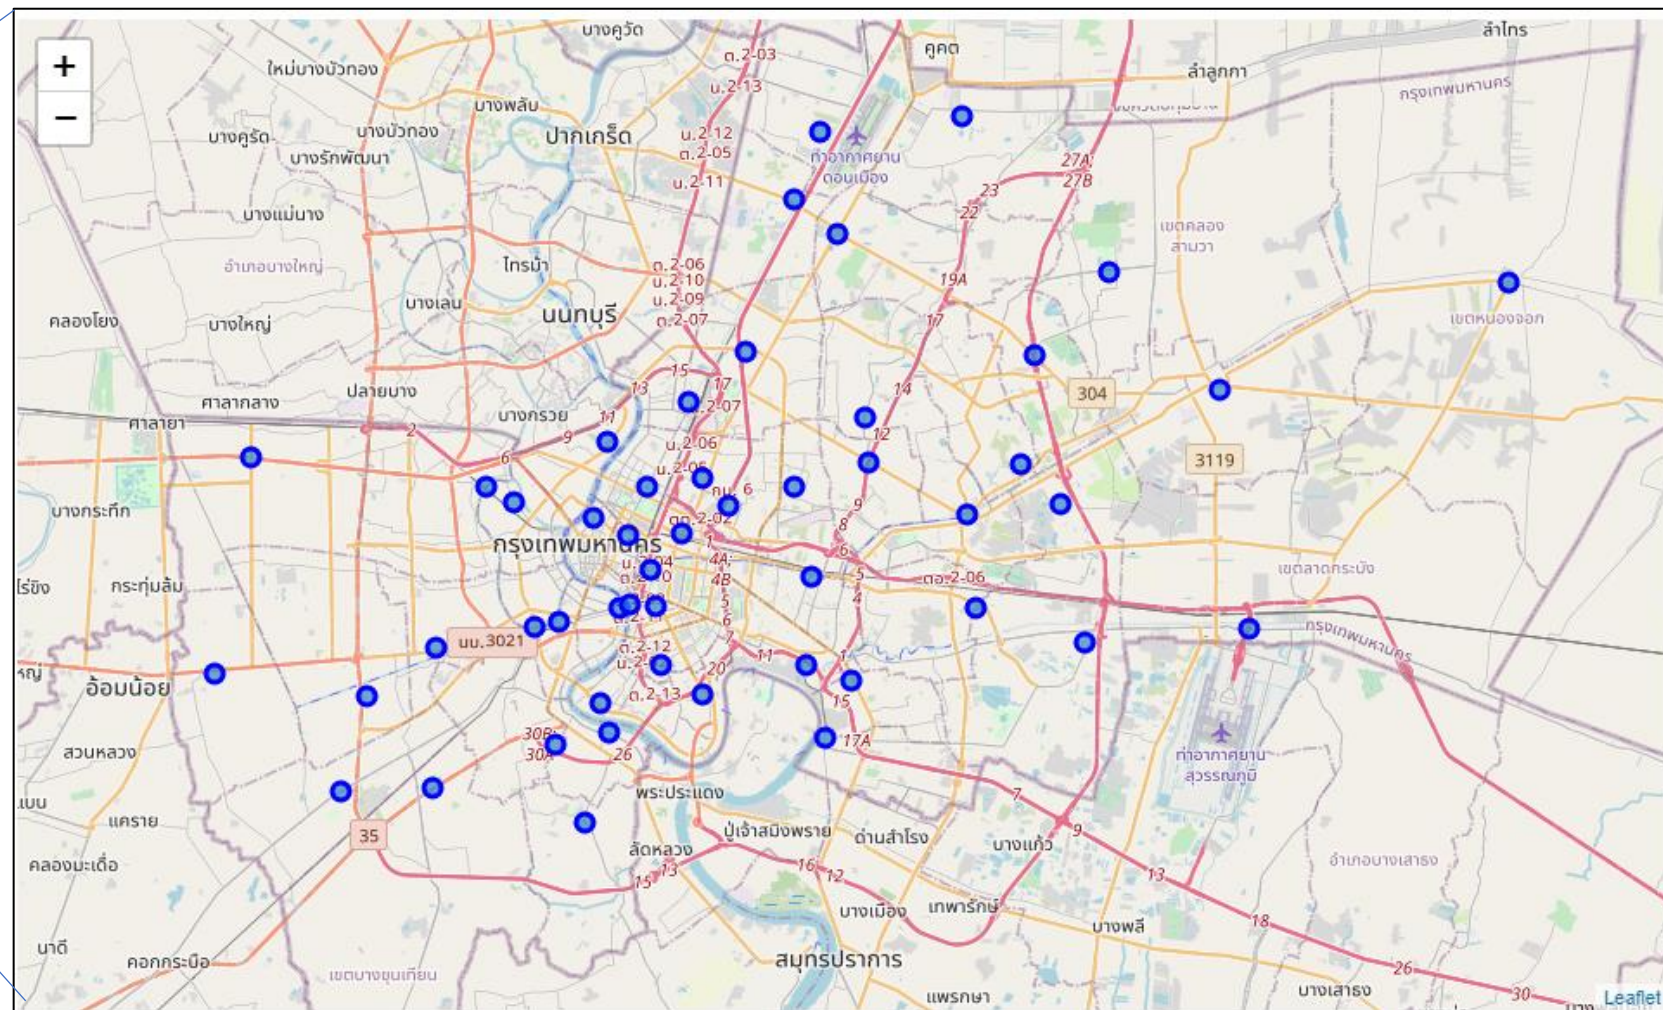 +
−
บางคูวัด
ต.2-03
คูคต
ลำไทร
ใหม่บางบัวทอง
น.2-13
ลำลูกกา
กรุงเทพมหานคร
บางพลับ
บางคูรัด
บางบัวทอง
ปากเกร็ด
น.2-12
ต.2-05
บางรักพัฒนา
ท่าอากาศยาน
ดอนเมือง
27A
27B
น.2-11
23
22
บางแม่นาง
เขตคลอง
สามวา
อำเภอบางใหญ่
ไทรม้า
ต.2-06
น.2-10
น.2-09
ต.2-07
19A
17
บางเลน
คลองโยง
บางใหญ่
นนทบุรี
เขตหนองจอก
15
17
13
14
304
ปลายบาง
ศาลากลาง
2-07
บางกรวย
11
ศาลายา
2
9
12
น.2-06
6
3119
น.2-05
6
บางกระทึก
9
2-02
8
กรุงเทพมหานคร
1
6
4A
4B
5
4
ตอ.2-06
เขตลาดกระบัง
ไร่ขิง
กระทุ่มล้ม
5
6
7
นบ.3021
กรุงเทพมหานคร
ต.2-12
น.2-
11
1
20
อ้อมน้อย
ต.2-13
15
30B
30A
26
17A
สวนหลวง
ท่าอากาศยาน
สุวรรณภูมิ
พระประแดง
7
แคราย
35
ปู่เจ้าสมิงพราย
ด่านสำโรง
9
บางแก้ว
ลัดหลวง
คลองมะเดื่อ
อำเภอบางเสาธง
15
13
16
12
13
บางเมือง
เทพารักษ์
18
บางพลี
นาดี
คอกกระบือ
เขตบางขุนเทียน
สมุทรปราการ
26
บางเสาธง
แพรกษา
30
Leaflet